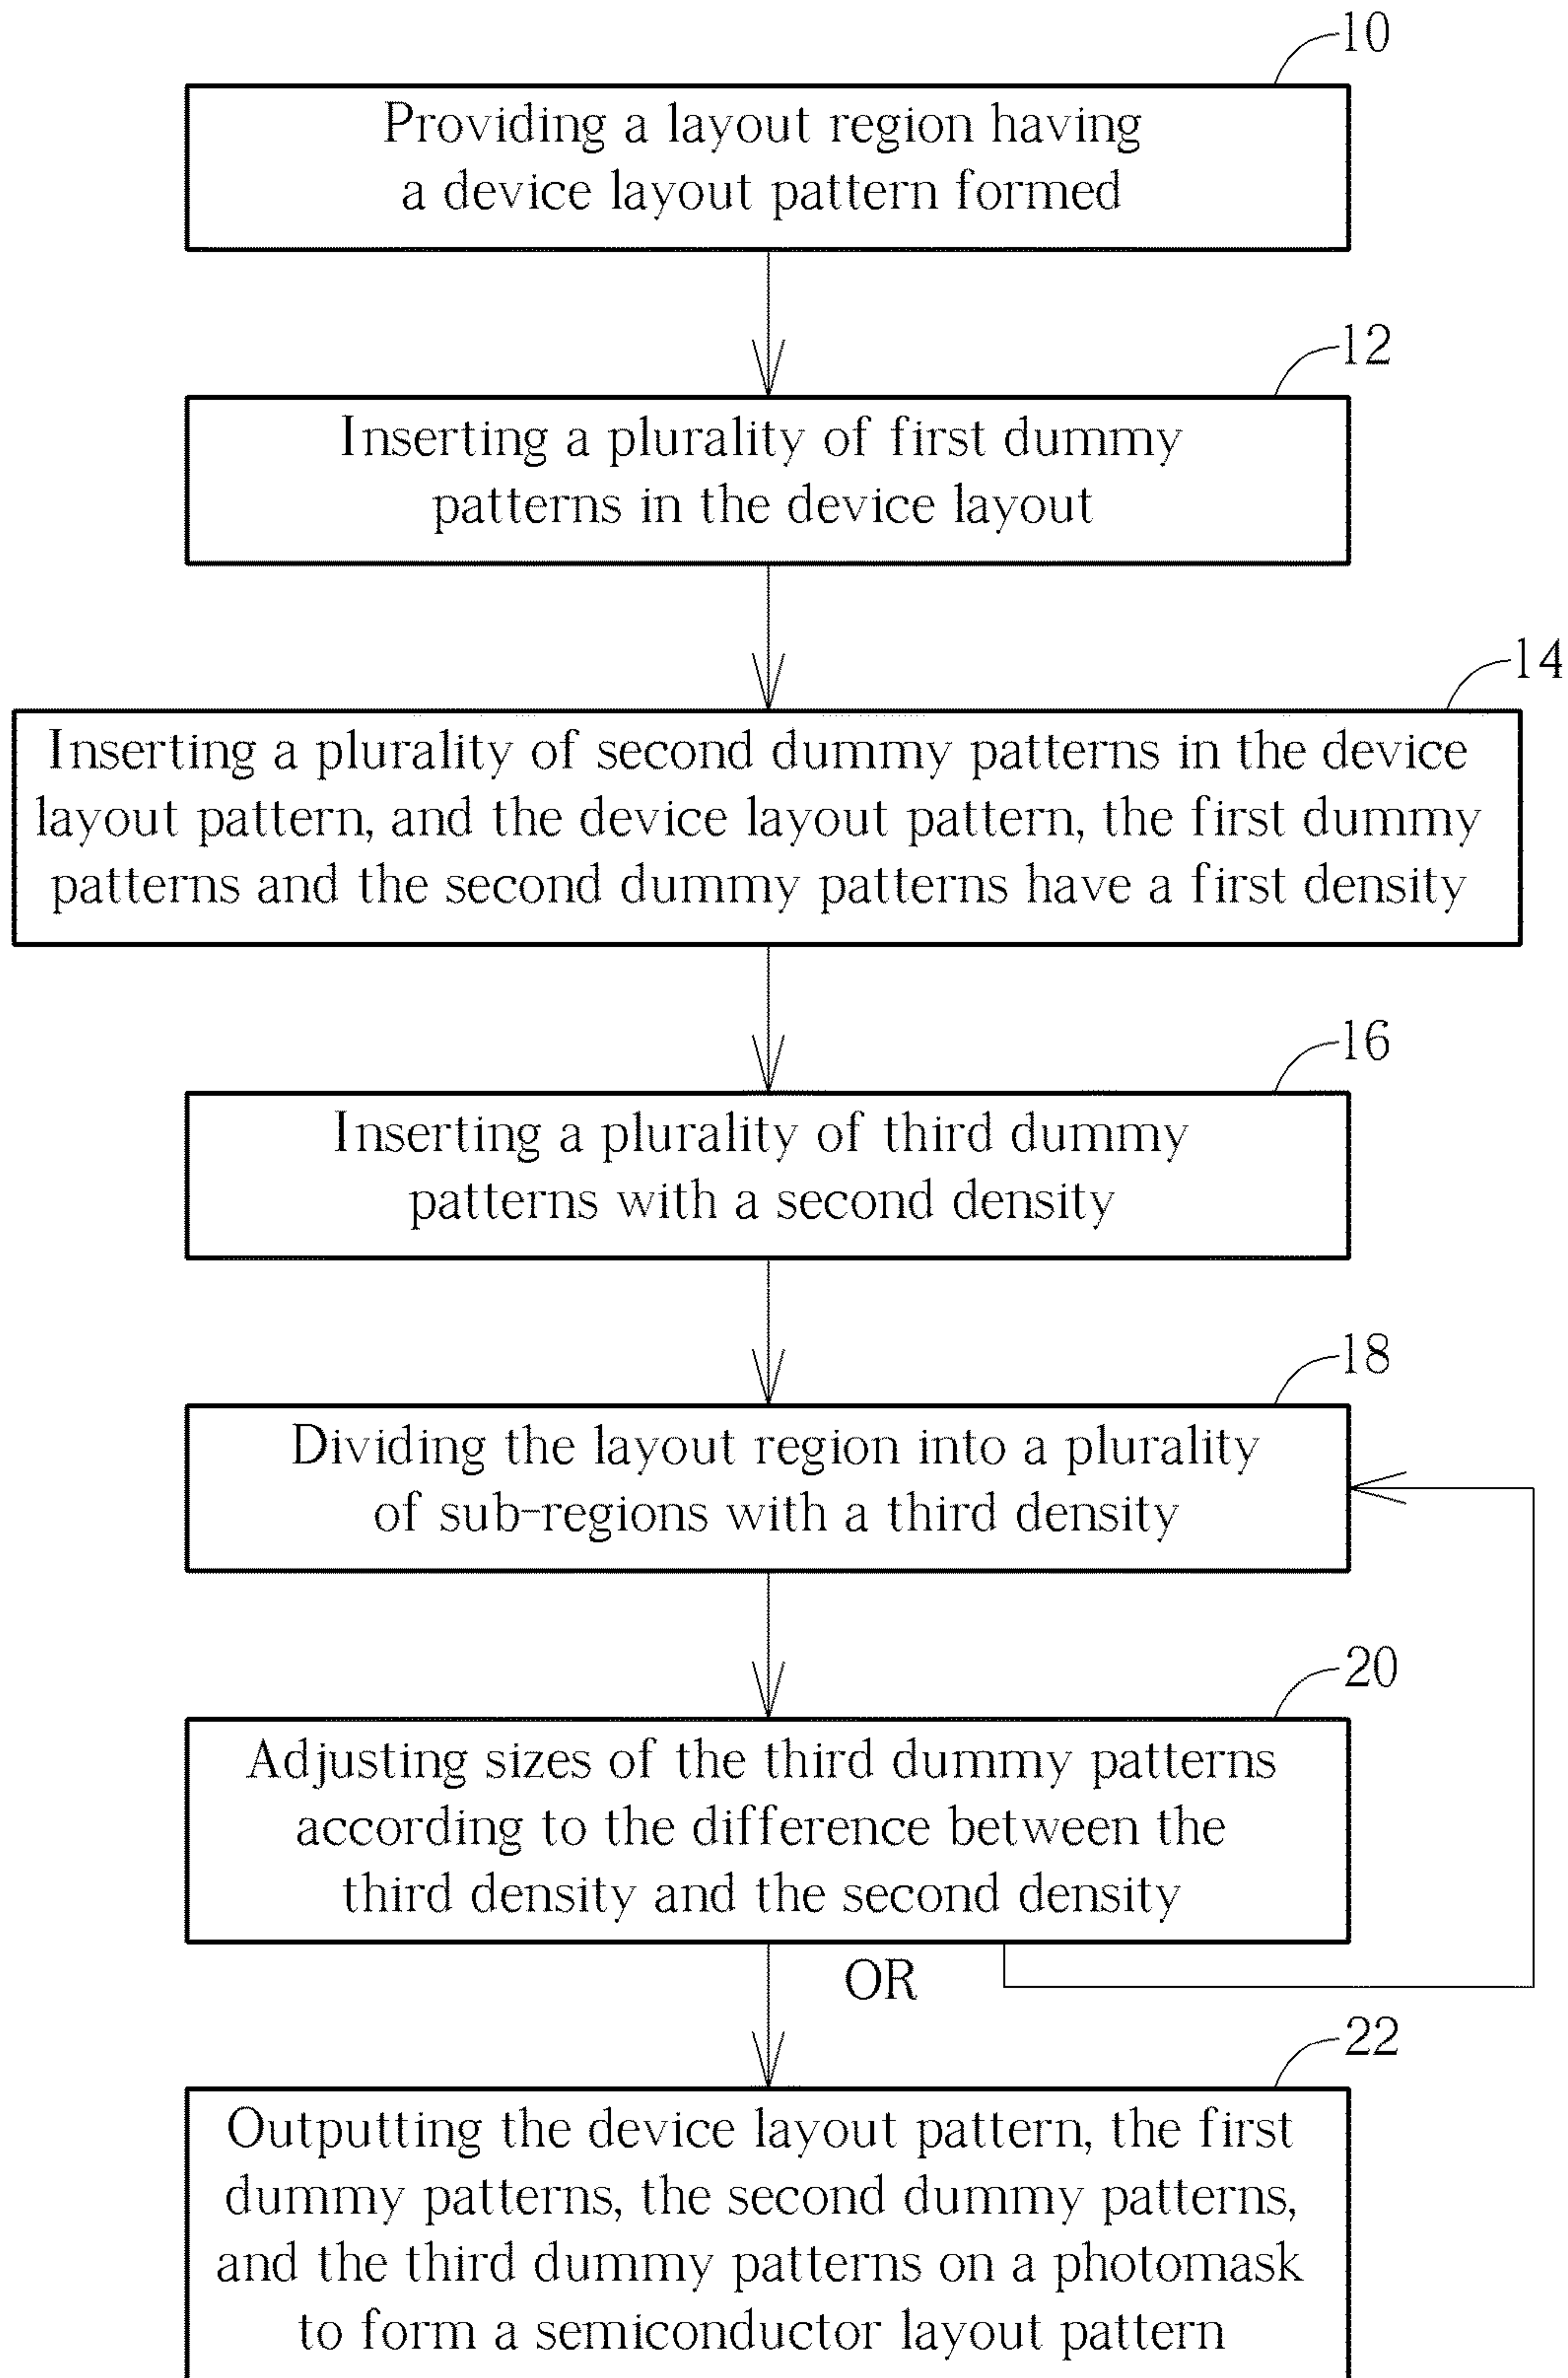 10
Providing a layout region having
a device layout pattern formed
12
Inserting a plurality of first dummy
patterns in the device layout
14
Inserting a plurality of second dummy patterns in the device
layout pattern, and the device layout pattern, the first dummy
patterns and the second dummy patterns have a first density
16
Inserting a plurality of third dummy
patterns with a second density
18
Dividing the layout region into a plurality
of sub-regions with a third density
20
Adjusting sizes of the third dummy patterns
according to the difference between the
third density and the second density
OR
22
Outputting the device layout pattern, the first
dummy patterns, the second dummy patterns,
and the third dummy patterns on a photomask
to form a semiconductor layout pattern